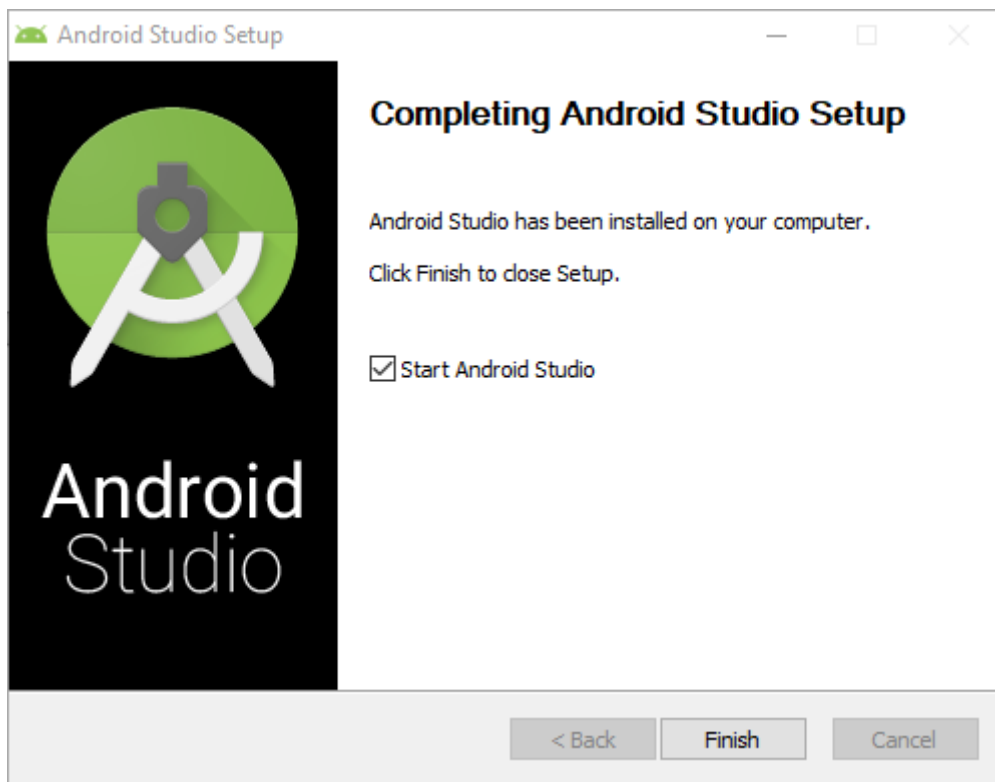 Android Studio Setup
Completing Android Studio Setup
Android Studio has been installed on your computer.
Click Finish to close Setup.
Start Android Studio
Android
Studio
< Back
Finish
Cancel